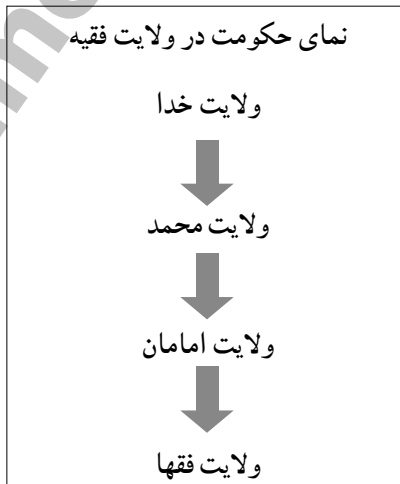 نمای حکومت در ولایت فقیه
ولایت خدا
ولایت محمد
ولایت امامان
ولایت فقها